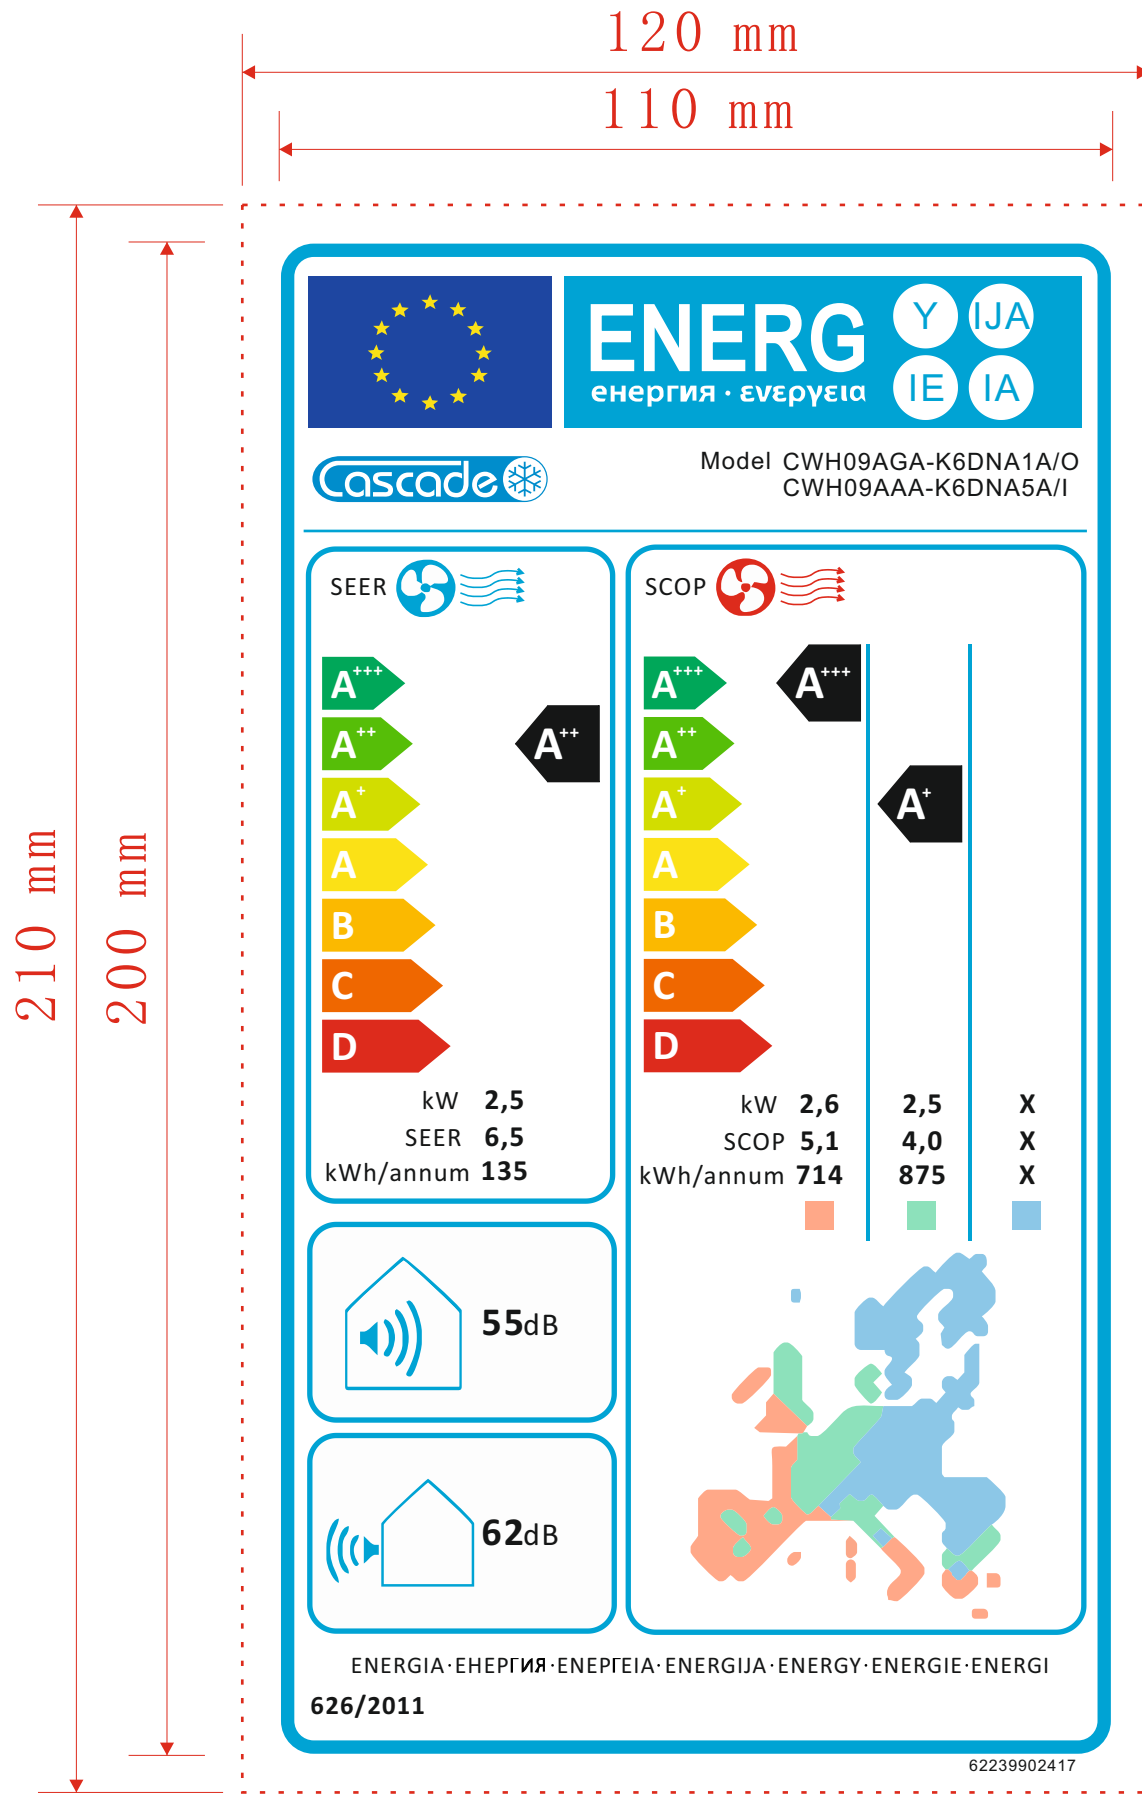 120 mm
110 mm
210 mm
200 mm
ENERG
енергия · ενεργεια
Y IJA
IE IA
Cascade
Model CWH09AGA-K6DNA1A/O
CWH09AAA-K6DNA5A/I
SEER
A+++
A++
A+
A
B
C
D
A++
kW 2,5
SEER 6,5
kWh/annum 135
SCOP
A+++
A++
A+
A
B
C
D
A+++
A+
kW 2,6 2,5 X
SCOP 5,1 4,0 X
kWh/annum 714 875 X
55dB
62dB
ENERGIA·ЕНЕРГИЯ·ΕΝΕΡΓΕΙΑ·ENERGIJA·ENERGY·ENERGIE·ENERGI
626/2011
62239902417